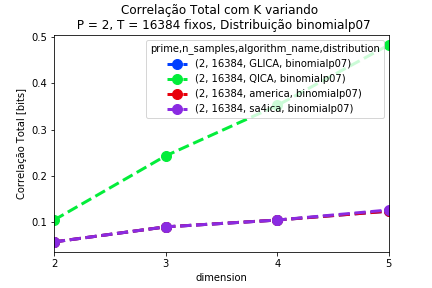 Correlação Total com K variando
P = 2, T = 16384 fixos, Distribuição binomialp07
prime,n_samples,algorithm_name,distribution
(2, 16384, GLICA, binomialp07)
(2, 16384, QICA, binomialp07)
(2, 16384, america, binomialp07)
(2, 16384, sa4ica, binomialp07)
Correlação Total [bits]
0.5
0.4
0.3
0.2
0.1
2
3
4
5
dimension